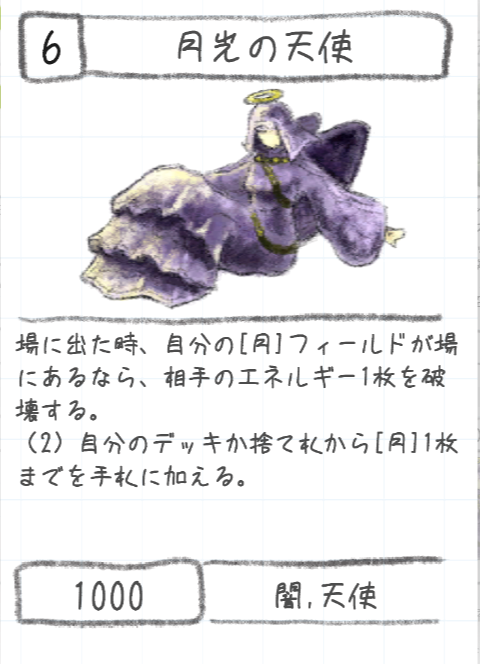 6
月光の天使
場に出た時、自分の[月]フィールドが場
にあるなら、相手のエネルギー1枚を破
壊する。
（2）自分のデッキか捨て札から[月]1枚
までを手札に加える。
1000
闇,天使